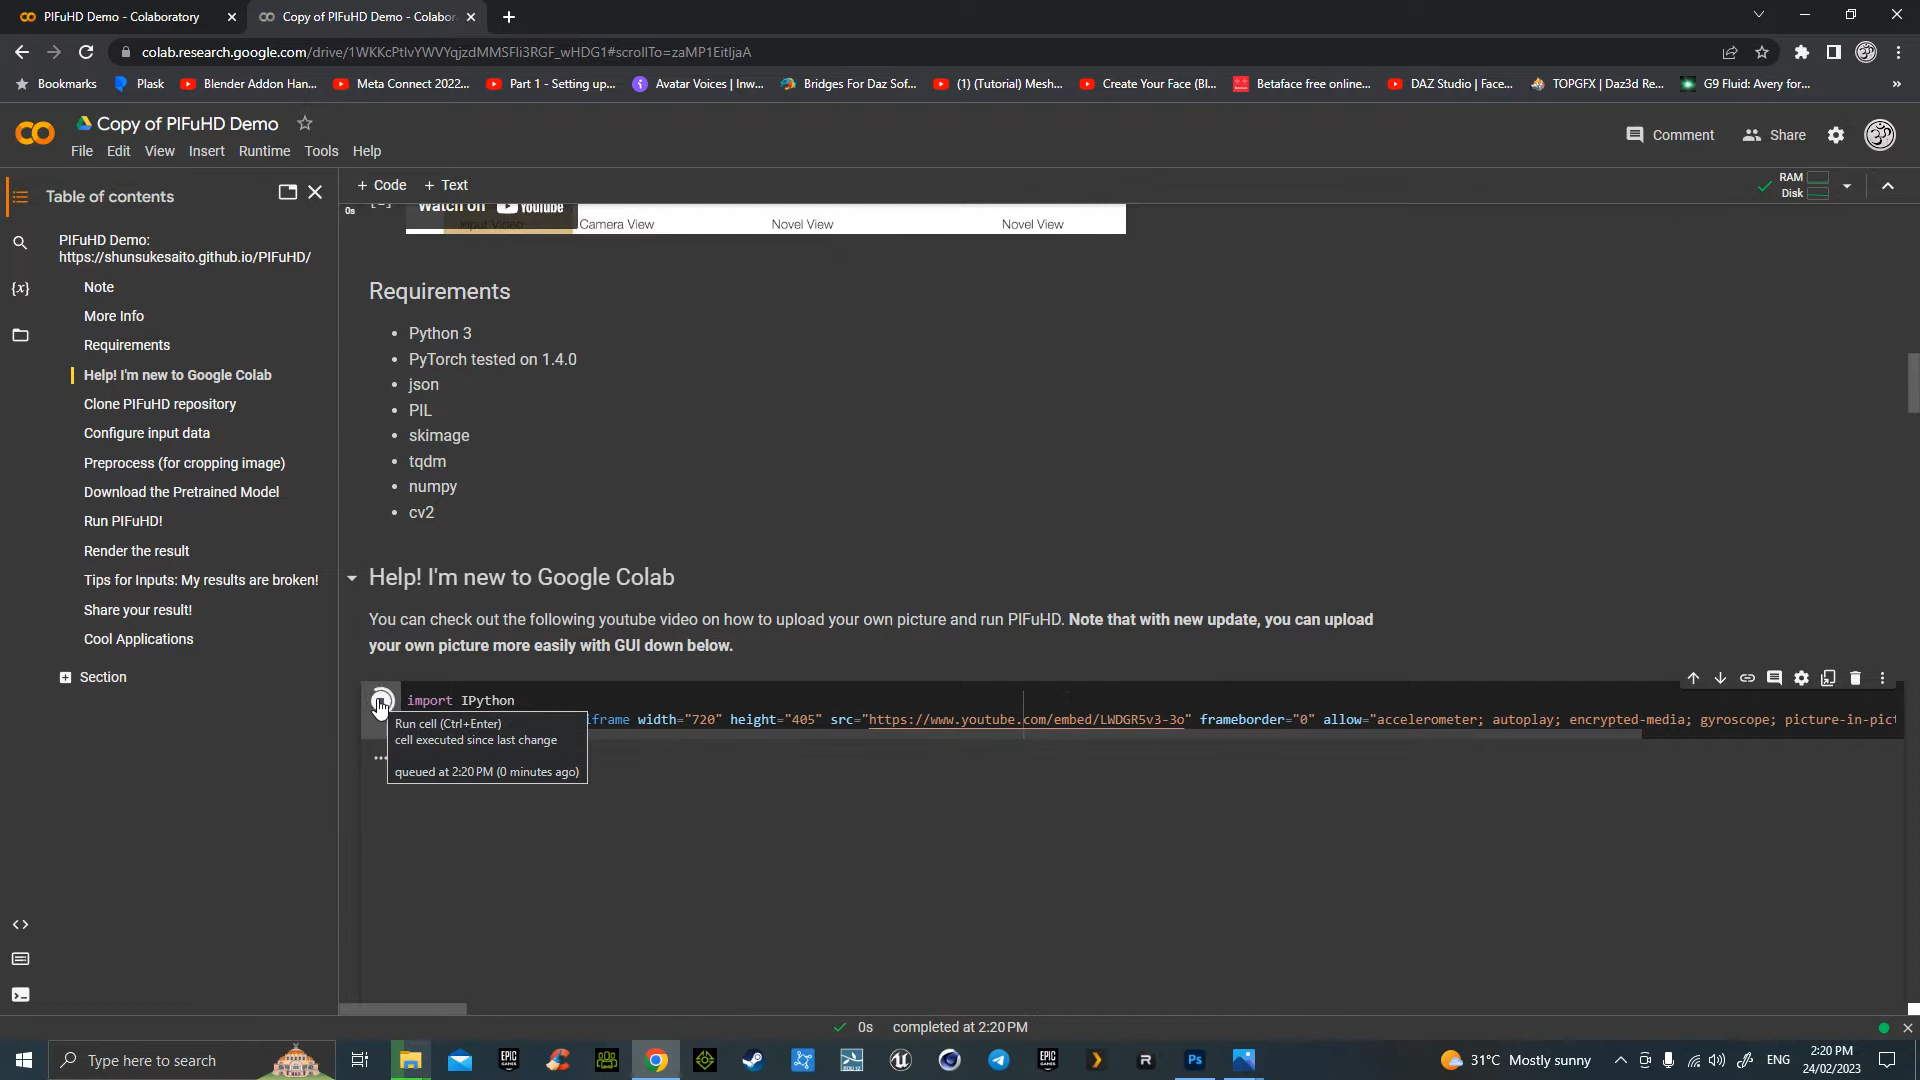 PIFuHD Demo - Colaboratory
Copy of PIFuHD Demo - Colabor
colab.research.google.com/drive/1WKKcPtlvYWVYqjzdMMSFli3RGF_wHDG1#scrollTo=zaMP1EitIjaA
Bookmarks
Plask
Blender Addon Han...
Meta Connect 2022...
Part 1 - Setting up...
Avatar Voices | Inw...
Bridges For Daz Sof...
(1) (Tutorial) Mesh...
Create Your Face (Bl...
Betaface free online...
DAZ Studio | Face...
TOPGFX | Daz3d Re...
G9 Fluid: Avery for...
»
Copy of PIFuHD Demo
Comment
Share
File Edit View Insert Runtime Tools Help
Table of contents
+ Code + Text
RAM
Disk
PIFuHD Demo:
https://shunsukesaito.github.io/PIFuHD/
Note
More Info
Requirements
Help! I'm new to Google Colab
Clone PIFuHD repository
Configure input data
Preprocess (for cropping image)
Download the Pretrained Model
Run PIFuHD!
Render the result
Tips for Inputs: My results are broken!
Share your result!
Cool Applications
Section
{x}
0s
Watch on YouTube
Input Video
Camera View
Novel View
Novel View
Requirements
• Python 3
• PyTorch tested on 1.4.0
• json
• PIL
• skimage
• tqdm
• numpy
• cv2
Help! I'm new to Google Colab
You can check out the following youtube video on how to upload your own picture and run PIFuHD. Note that with new update, you can upload
your own picture more easily with GUI down below.
import IPython
iframe width="720" height="405" src="https://www.youtube.com/embed/LWDGR5v3-3o" frameborder="0" allow="accelerometer; autoplay; encrypted-media; gyroscope; picture-in-pict
Run cell (Ctrl+Enter)
cell executed since last change
queued at 2:20 PM (0 minutes ago)
...
0s completed at 2:20 PM
Type here to search
EPIC GAMES
EPIC GAMES
R
Ps
31°C Mostly sunny
ENG
2:20 PM
24/02/2023